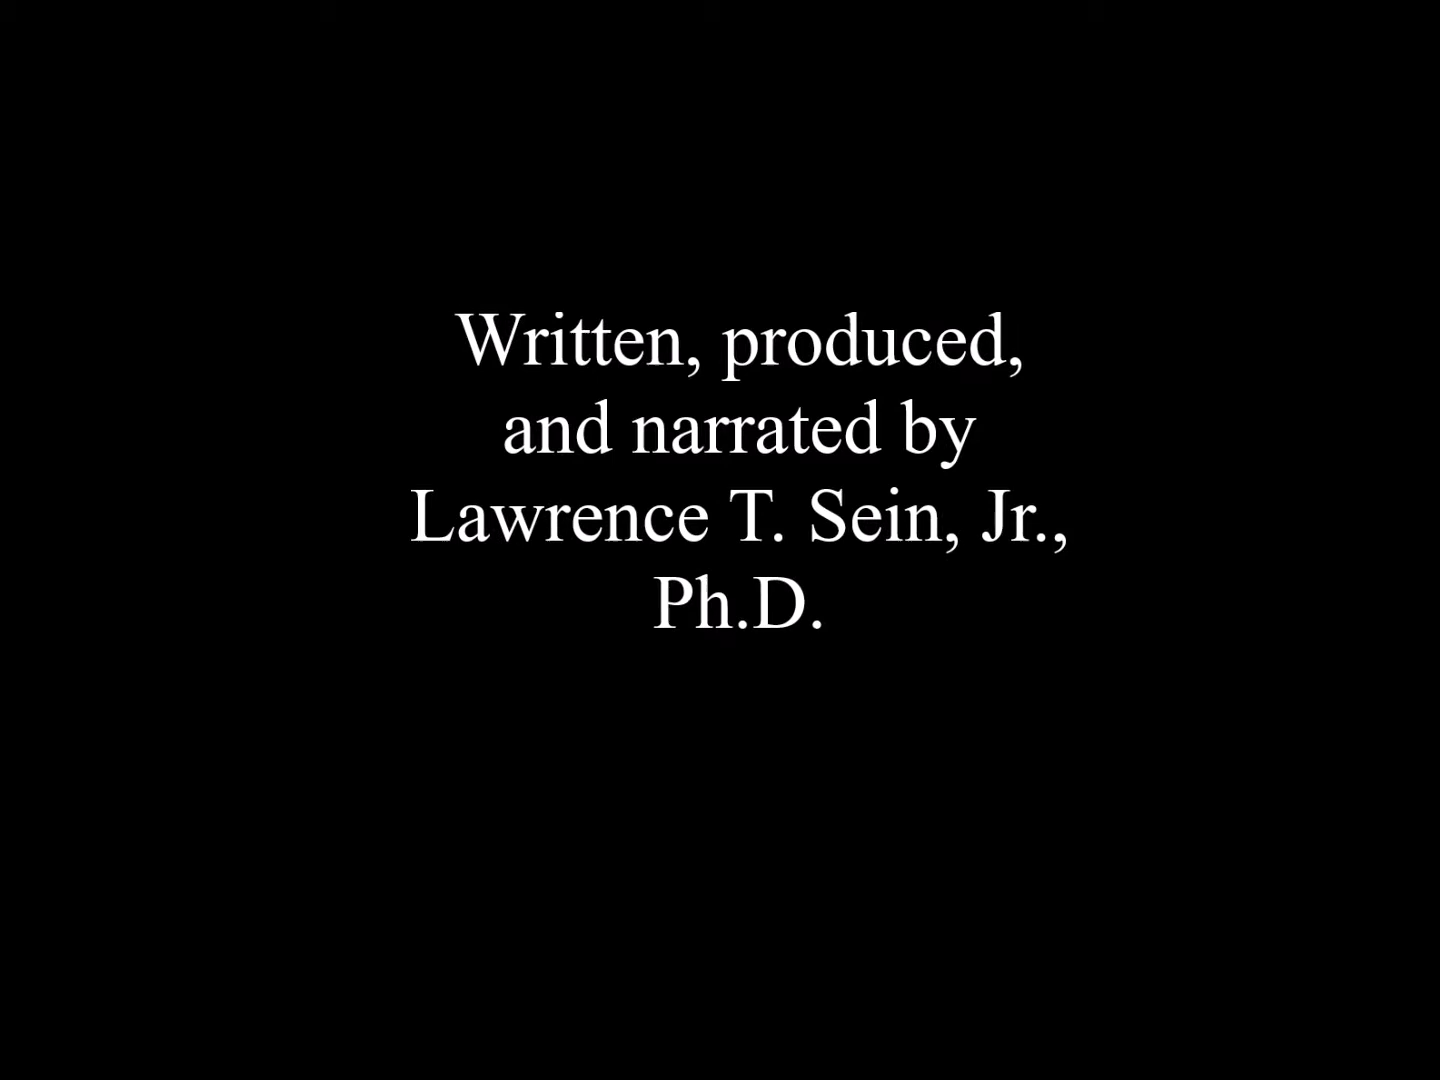 Written, produced,
and narrated by
Lawrence T. Sein, Jr.,
Ph.D.